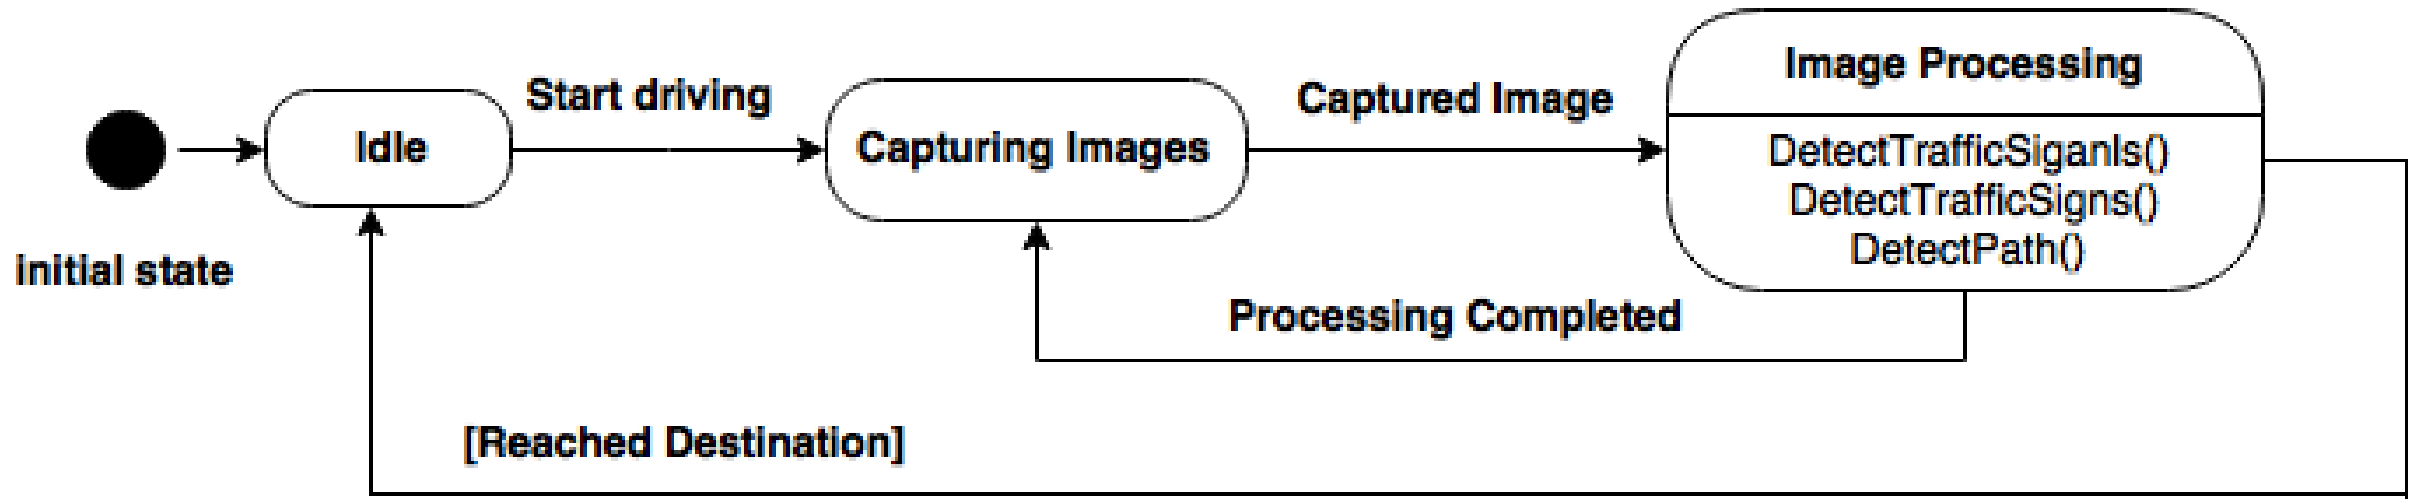 Image Processing
Start driving
Captured Image
Idle
Capturing Images
DetectTrafficSiganls()
DetectTrafficSigns()
DetectPath()
initial state
Processing Completed
[Reached Destination]